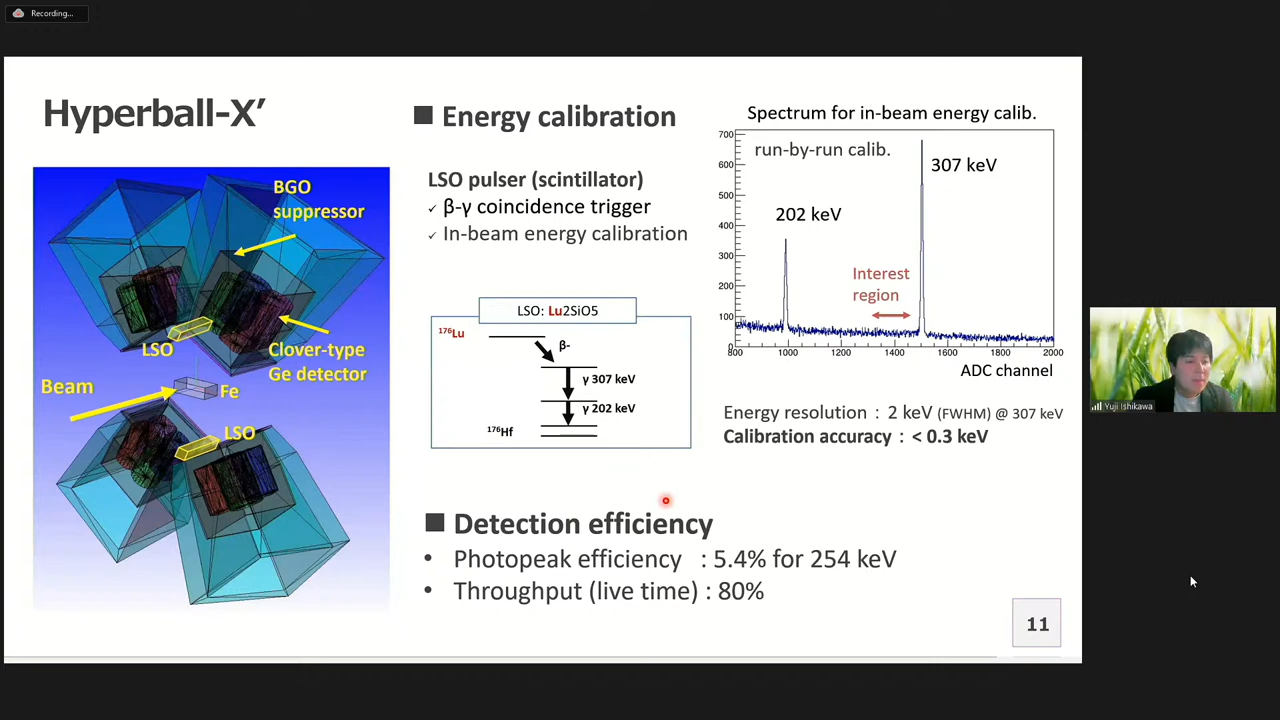 Recording...
Hyperball-X′
BGO
suppressor
LSO
Clover-type
Ge detector
Beam
Fe
LSO
■ Energy calibration
LSO pulser (scintillator)
✓ β-γ coincidence trigger
✓ In-beam energy calibration
LSO: Lu2SiO5
¹⁷⁶Lu
β-
γ 307 keV
γ 202 keV
¹⁷⁶Hf
Spectrum for in-beam energy calib.
run-by-run calib.
700
600
500
400
300
200
100
0
307 keV
202 keV
Interest
region
800 1000 1200 1400 1600 1800 2000
ADC channel
Energy resolution : 2 keV (FWHM) @ 307 keV
Calibration accuracy : < 0.3 keV
■ Detection efficiency
• Photopeak efficiency : 5.4% for 254 keV
• Throughput (live time) : 80%
11
Yuji Ishikawa